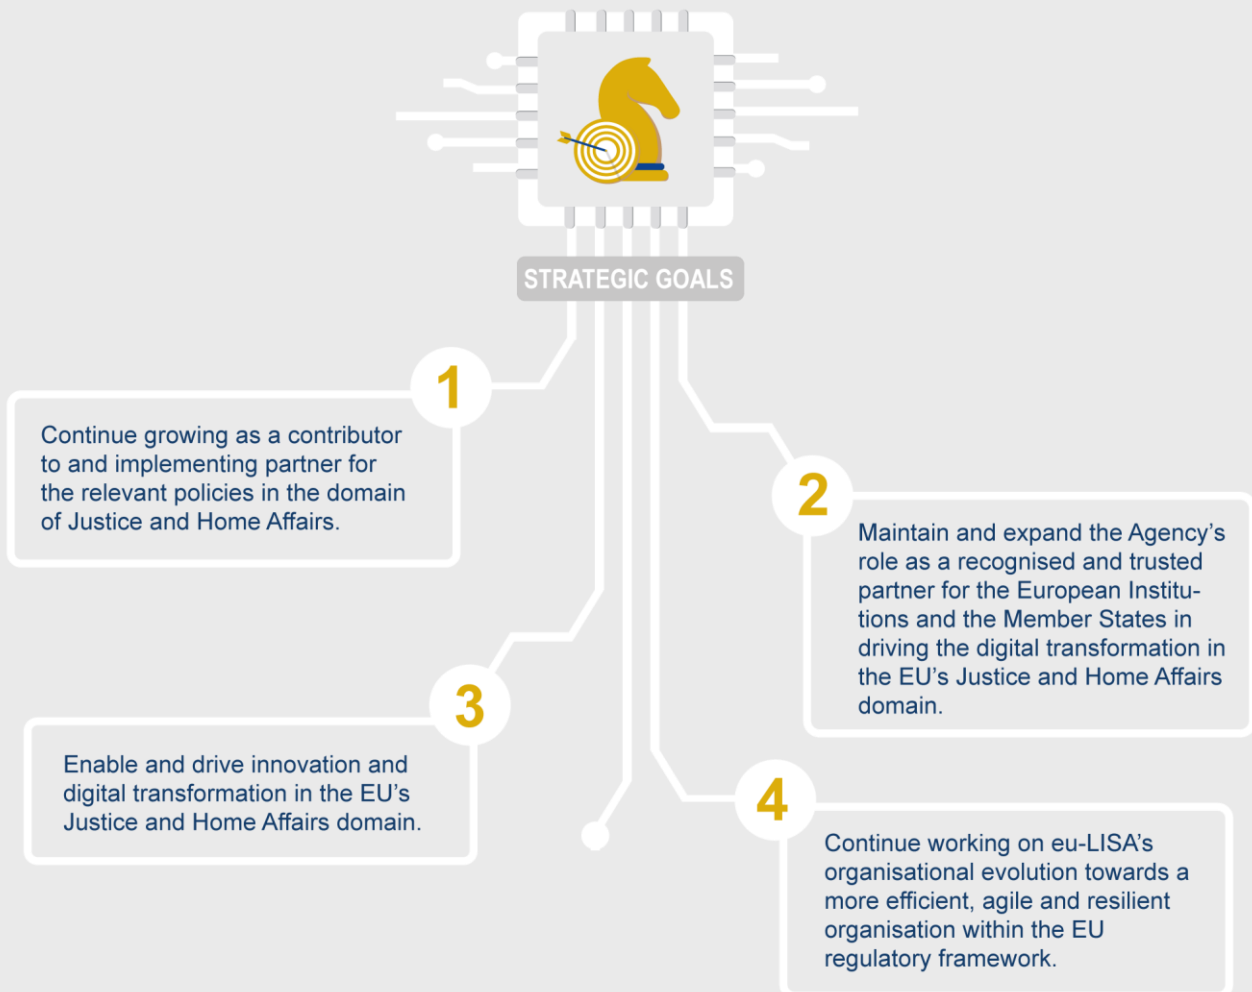 STRATEGIC GOALS
1
Continue growing as a contributor
to and implementing partner for
the relevant policies in the domain
of Justice and Home Affairs.
2
Maintain and expand the Agency's
role as a recognised and trusted
partner for the European Institu-
tions and the Member States in
driving the digital transformation in
the EU's Justice and Home Affairs
domain.
3
Enable and drive innovation and
digital transformation in the EU's
Justice and Home Affairs domain.
4
Continue working on eu-LISA's
organisational evolution towards a
more efficient, agile and resilient
organisation within the EU
regulatory framework.